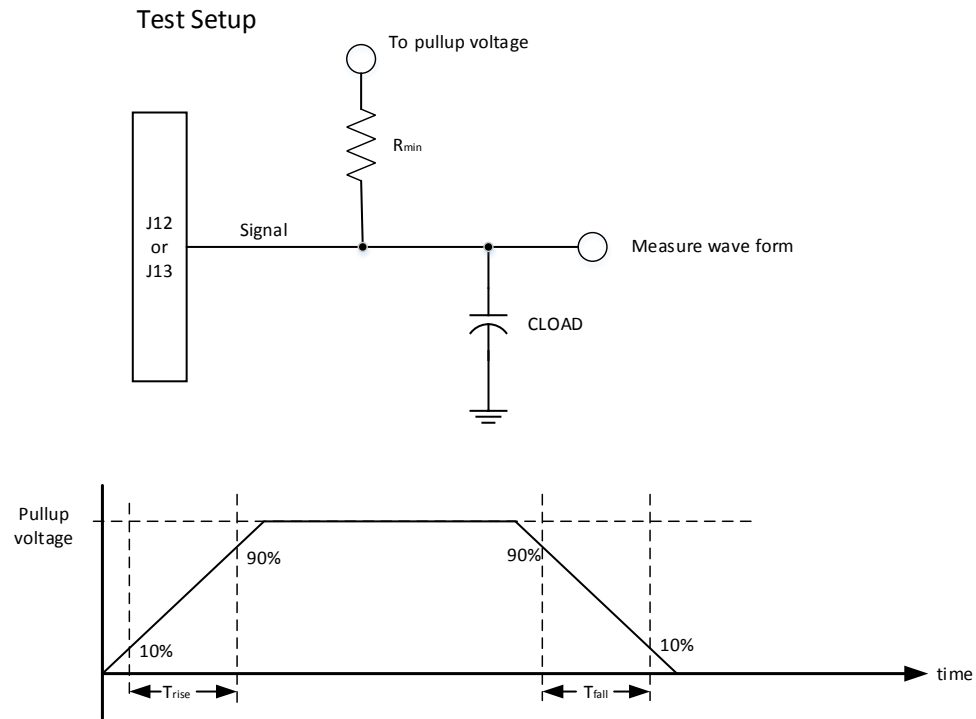 Test Setup
To pullup voltage
Rmin
J12
or
J13
Signal
Measure wave form
CLOAD
Pullup
voltage
90%
90%
10%
10%
time
Trise
Tfall